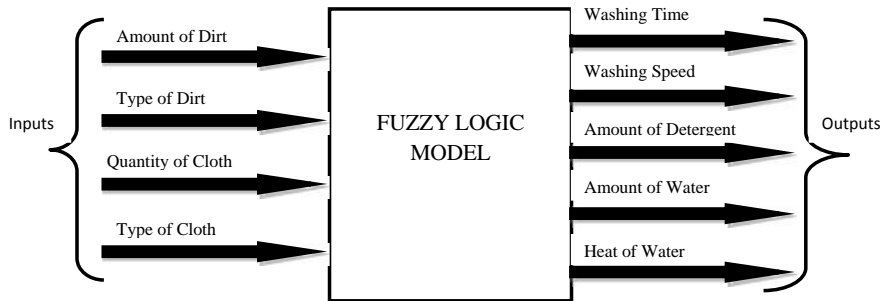 Inputs
Amount of Dirt
Type of Dirt
Quantity of Cloth
Type of Cloth
FUZZY LOGIC
MODEL
Washing Time
Washing Speed
Amount of Detergent
Amount of Water
Heat of Water
Outputs